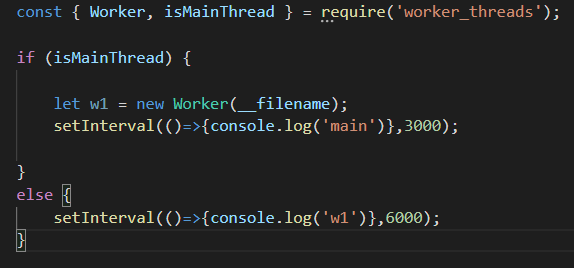 const { Worker, isMainThread } = require('worker_threads');
if (isMainThread) {
let w1 = new Worker(__filename);
setInterval(()=>{console.log('main')},3000);
}
else {
setInterval(()=>{console.log('w1')},6000);
}